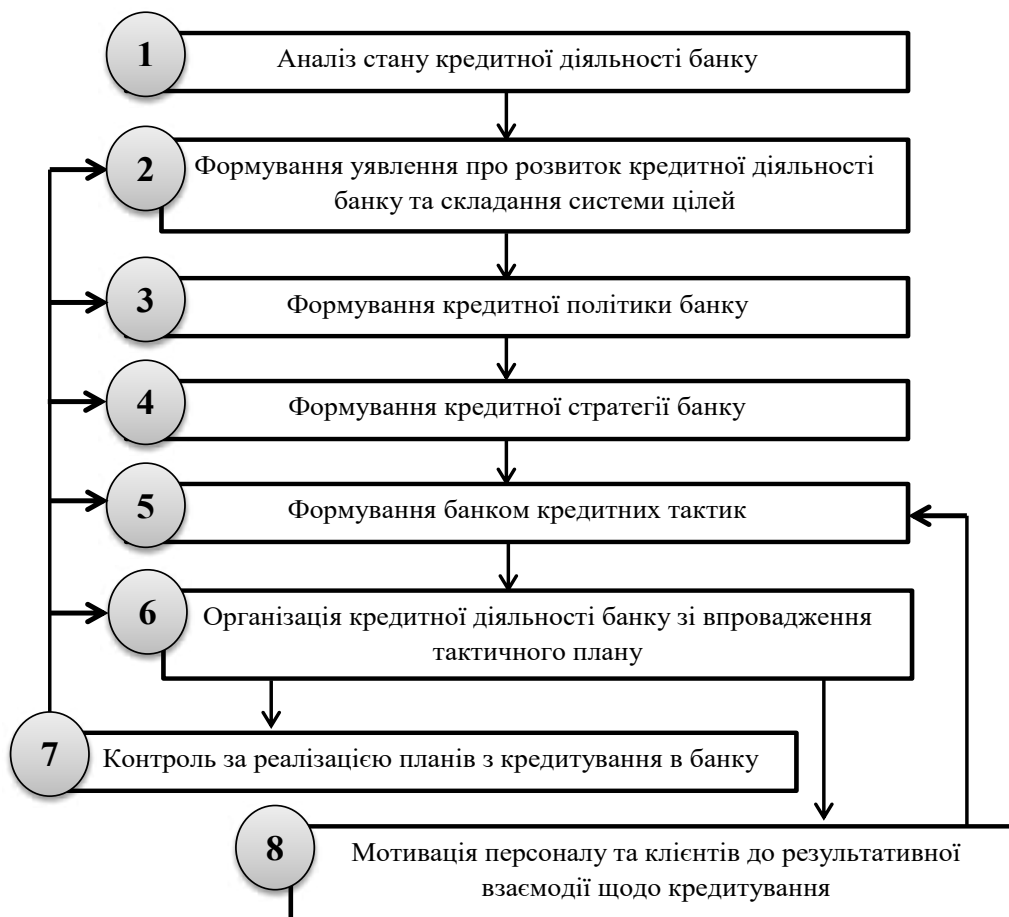 1
Аналіз стану кредитної діяльності банку
2
Формування уявлення про розвиток кредитної діяльності
банку та складання системи цілей
3
Формування кредитної політики банку
4
Формування кредитної стратегії банку
5
Формування банком кредитних тактик
6
Організація кредитної діяльності банку зі впровадження
тактичного плану
7
Контроль за реалізацією планів з кредитування в банку
8
Мотивація персоналу та клієнтів до результативної
взаємодії щодо кредитування